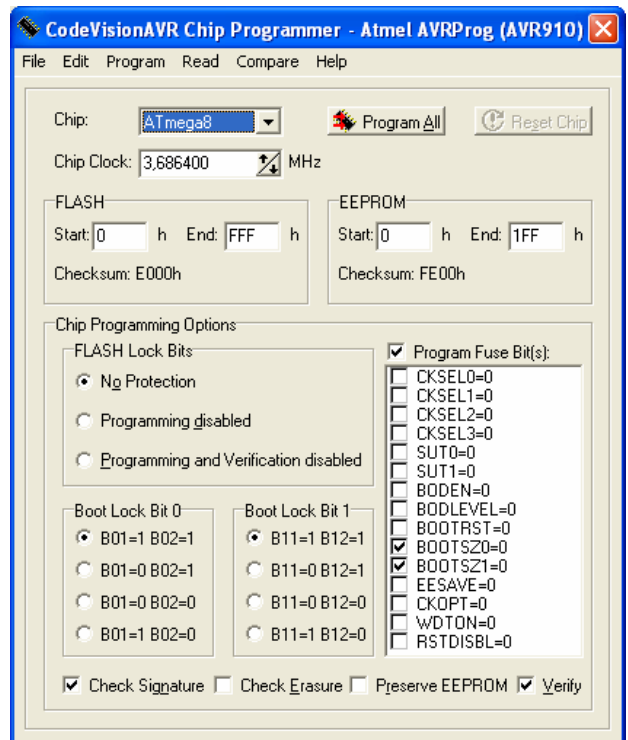 CodeVisionAVR Chip Programmer - Atmel AVRProg (AVR910)
File Edit Program Read Compare Help
Chip: ATmega8 Program All Reset Chip
Chip Clock: 3,686400 MHz
FLASH
Start: 0 h End: FFF h
Checksum: E000h
EEPROM
Start: 0 h End: 1FF h
Checksum: FE00h
Chip Programming Options
FLASH Lock Bits
No Protection
Programming disabled
Programming and Verification disabled
Boot Lock Bit 0
B01=1 B02=1
B01=0 B02=1
B01=0 B02=0
B01=1 B02=0
Boot Lock Bit 1
B11=1 B12=1
B11=0 B12=1
B11=0 B12=0
B11=1 B12=0
Program Fuse Bit(s):
CKSEL0=0
CKSEL1=0
CKSEL2=0
CKSEL3=0
SUT0=0
SUT1=0
BODEN=0
BODLEVEL=0
BOOTRST=0
BOOTSZ0=0
BOOTSZ1=0
EESAVE=0
CKOPT=0
WDTON=0
RSTDISBL=0
Check Signature Check Erasure Preserve EEPROM Verify